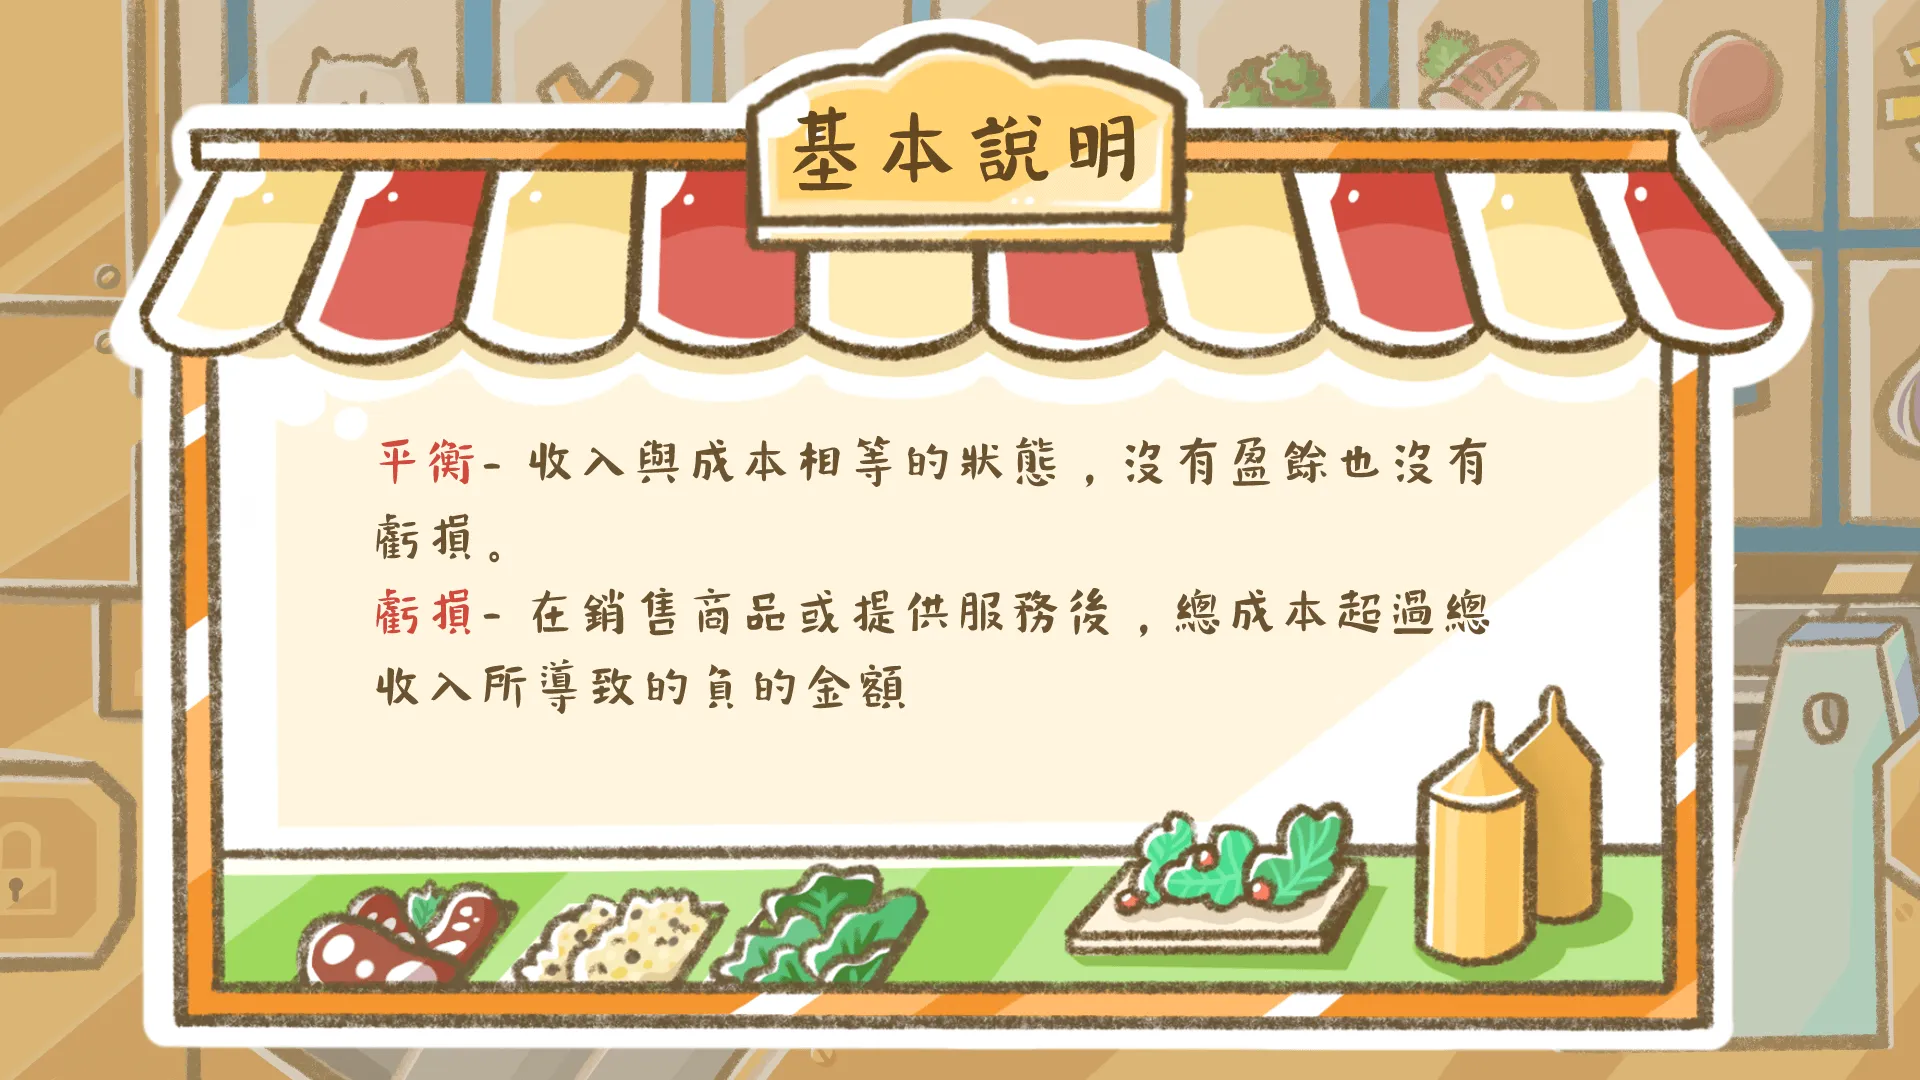 基本說明
平衡- 收入與成本相等的狀態，沒有盈餘也沒有
虧損。
虧損- 在銷售商品或提供服務後，總成本超過總
收入所導致的負的金額